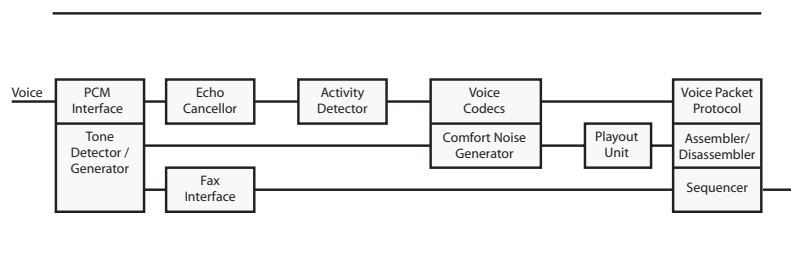 Voice
PCM
Interface
Echo
Cancellor
Activity
Detector
Voice
Codecs
Voice Packet
Protocol
Tone
Detector /
Generator
Comfort Noise
Generator
Playout
Unit
Assembler/
Disassembler
Fax
Interface
Sequencer